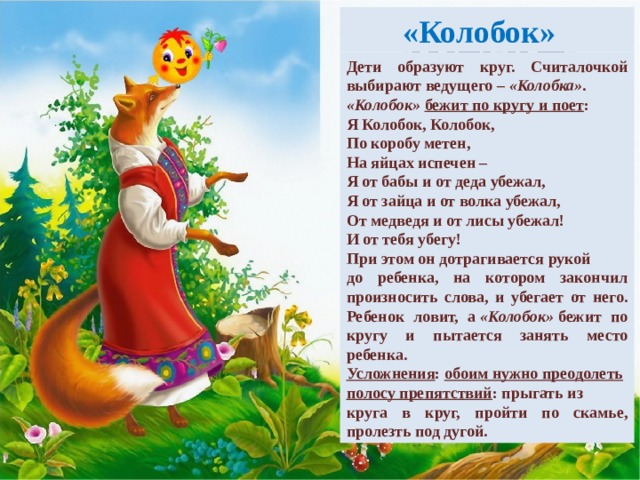 «Колобок»
Дети образуют круг. Считалочкой
выбирают ведущего – «Колобка».
«Колобок» бежит по кругу и поет:
Я Колобок, Колобок,
По коробу метен,
На яйцах испечен –
Я от бабы и от деда убежал,
Я от зайца и от волка убежал,
От медведя и от лисы убежал!
И от тебя убегу!
При этом он дотрагивается рукой
до ребенка, на котором закончил
произносить слова, и убегает от него.
Ребенок ловит, а «Колобок» бежит по
кругу и пытается занять место
ребенка.
Усложнения: обоим нужно преодолеть
полосу препятствий: прыгать из
круга в круг, пройти по скамье,
пролезть под дугой.